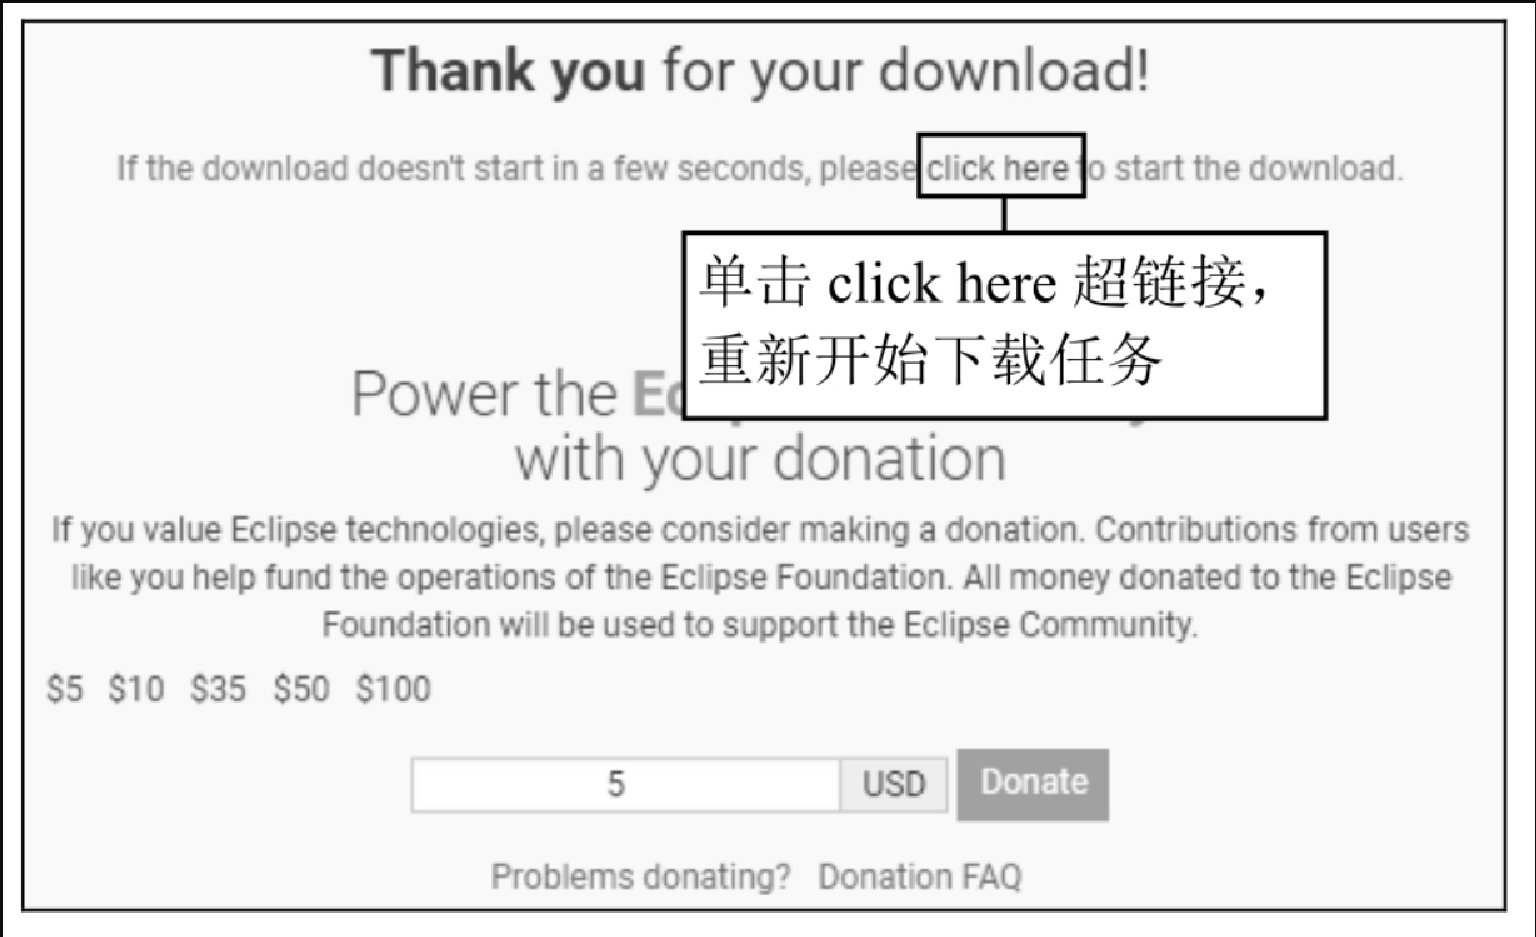 Thank you for your download!
If the download doesn't start in a few seconds, please click here to start the download.
单击 click here 超链接，
重新开始下载任务
Power the
with your donation
If you value Eclipse technologies, please consider making a donation. Contributions from users
like you help fund the operations of the Eclipse Foundation. All money donated to the Eclipse
Foundation will be used to support the Eclipse Community.
$5 $10 $35 $50 $100
5 USD Donate
Problems donating? Donation FAQ